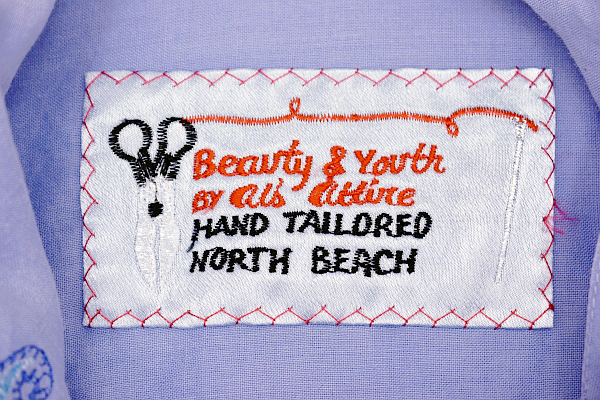 Beauty & Youth
BY al's attire
HAND TAILORED
NORTH BEACH